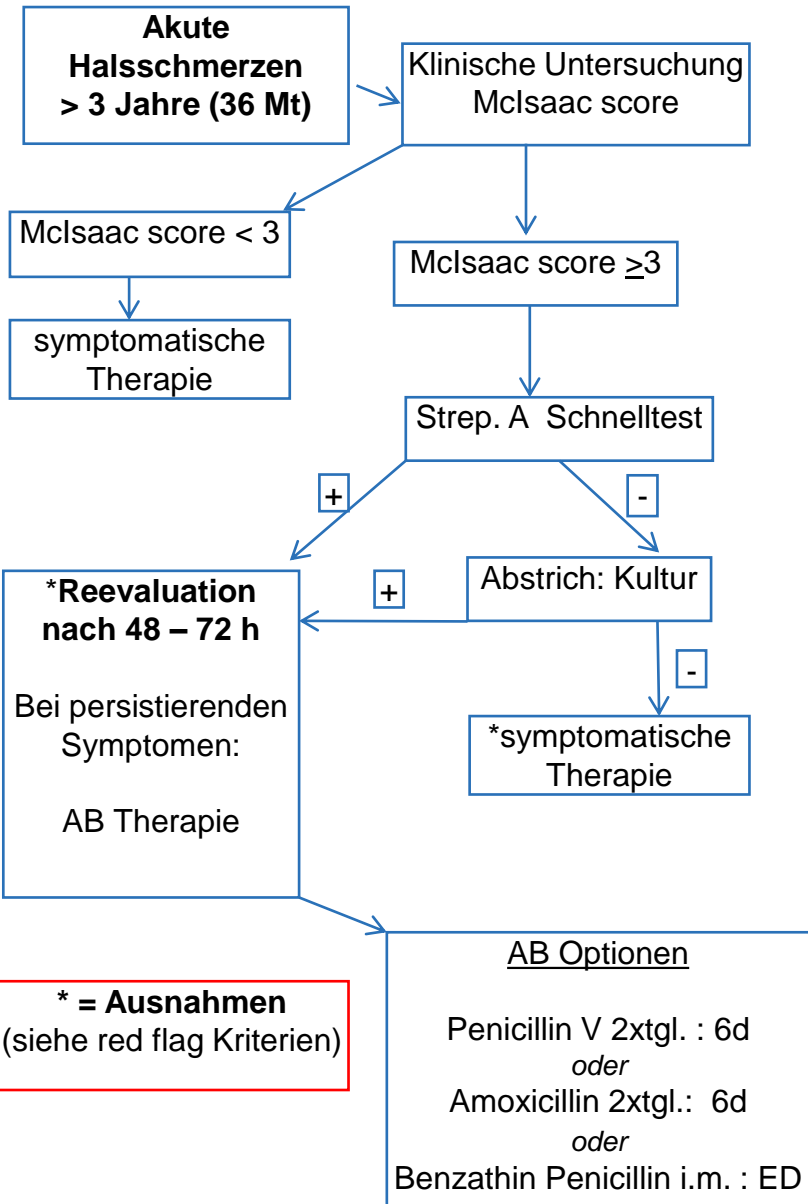 Akute
Halsschmerzen
> 3 Jahre (36 Mt)
Klinische Untersuchung
McIsaac score
McIsaac score < 3
McIsaac score ≥3
symptomatische
Therapie
Strep. A Schnelltest
+
-
*Reevaluation
nach 48 – 72 h
Bei persistierenden
Symptomen:
AB Therapie
+
Abstrich: Kultur
-
*symptomatische
Therapie
* = Ausnahmen
(siehe red flag Kriterien)
AB Optionen
Penicillin V 2xtgl. : 6d
oder
Amoxicillin 2xtgl.: 6d
oder
Benzathin Penicillin i.m. : ED